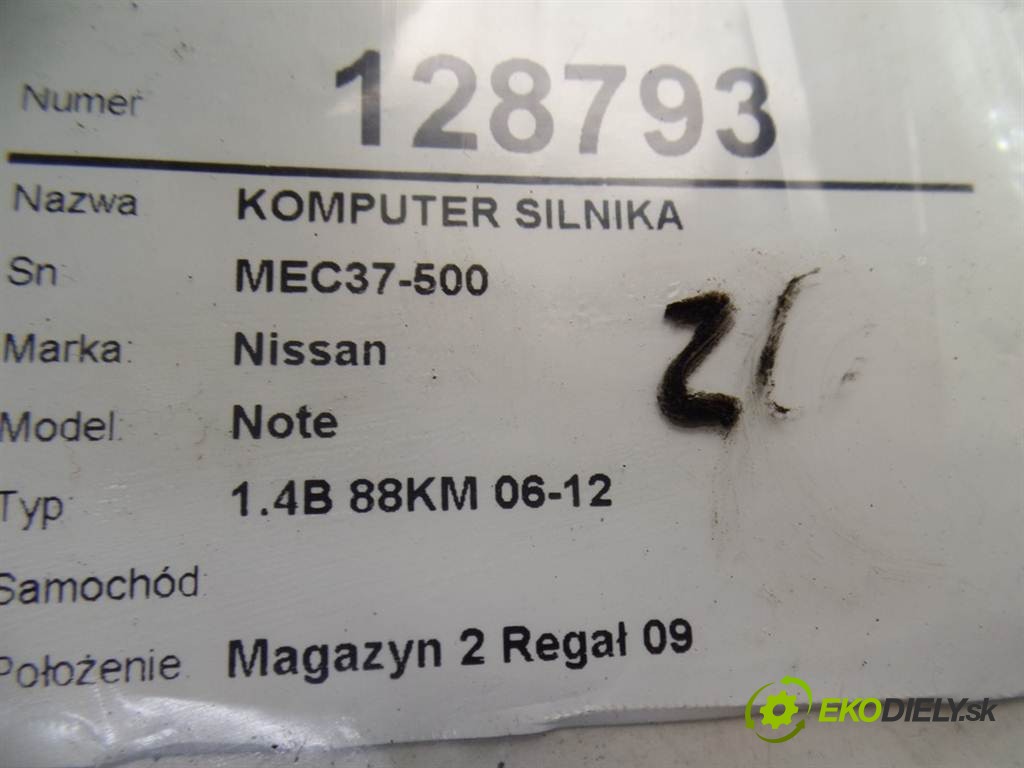 Numer 128793
Nazwa KOMPUTER SILNIKA
Sn MEC37-500
Marka: Nissan
Model: Note
Typ 1.4B 88KM 06-12
Samochód:
Położenie. Magazyn 2 Regał 09
EKODIELY.sk